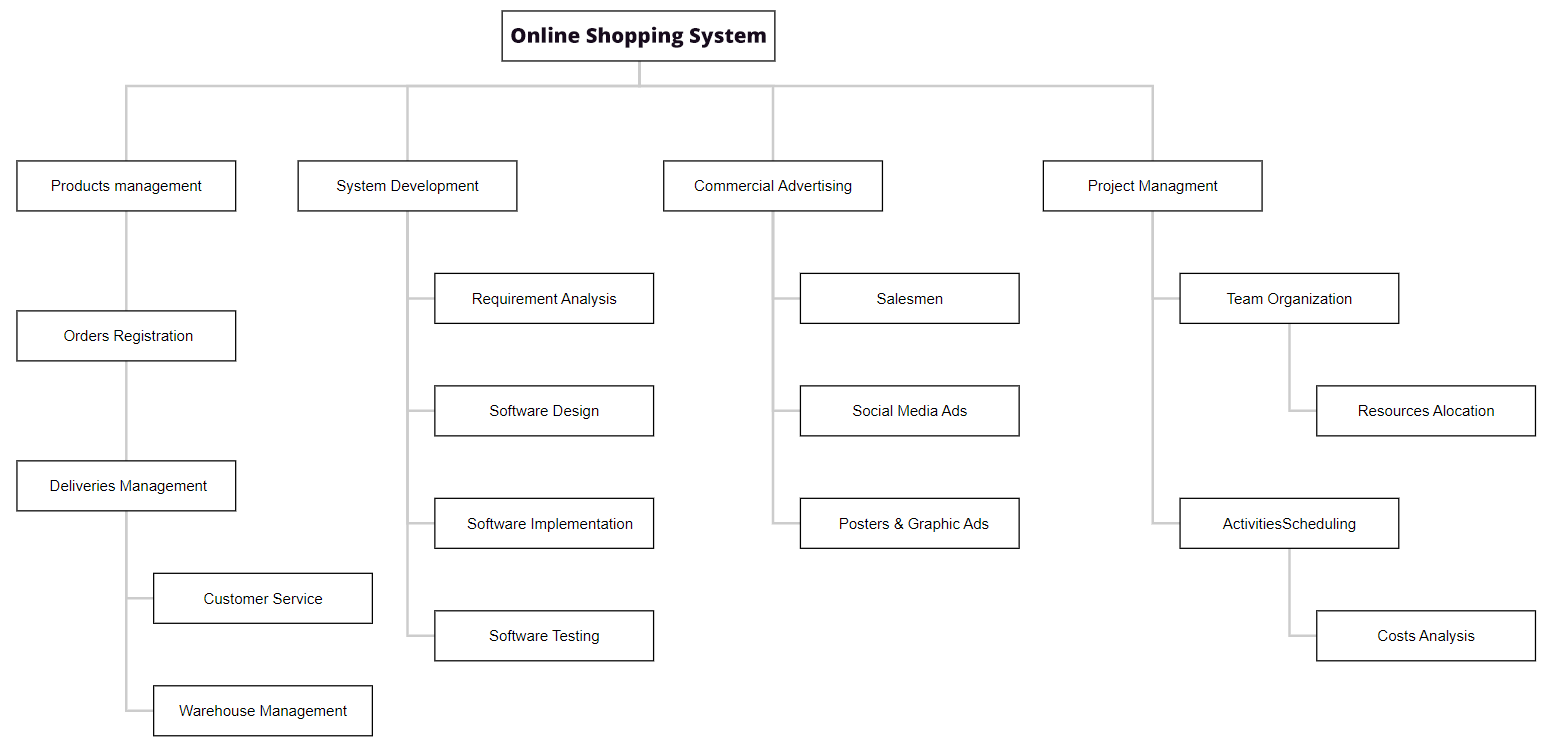 Online Shopping System
Products management
System Development
Commercial Advertising
Project Managment
Requirement Analysis
Salesmen
Team Organization
Orders Registration
Software Design
Social Media Ads
Resources Alocation
Deliveries Management
Software Implementation
Posters & Graphic Ads
ActivitiesScheduling
Customer Service
Software Testing
Costs Analysis
Warehouse Management